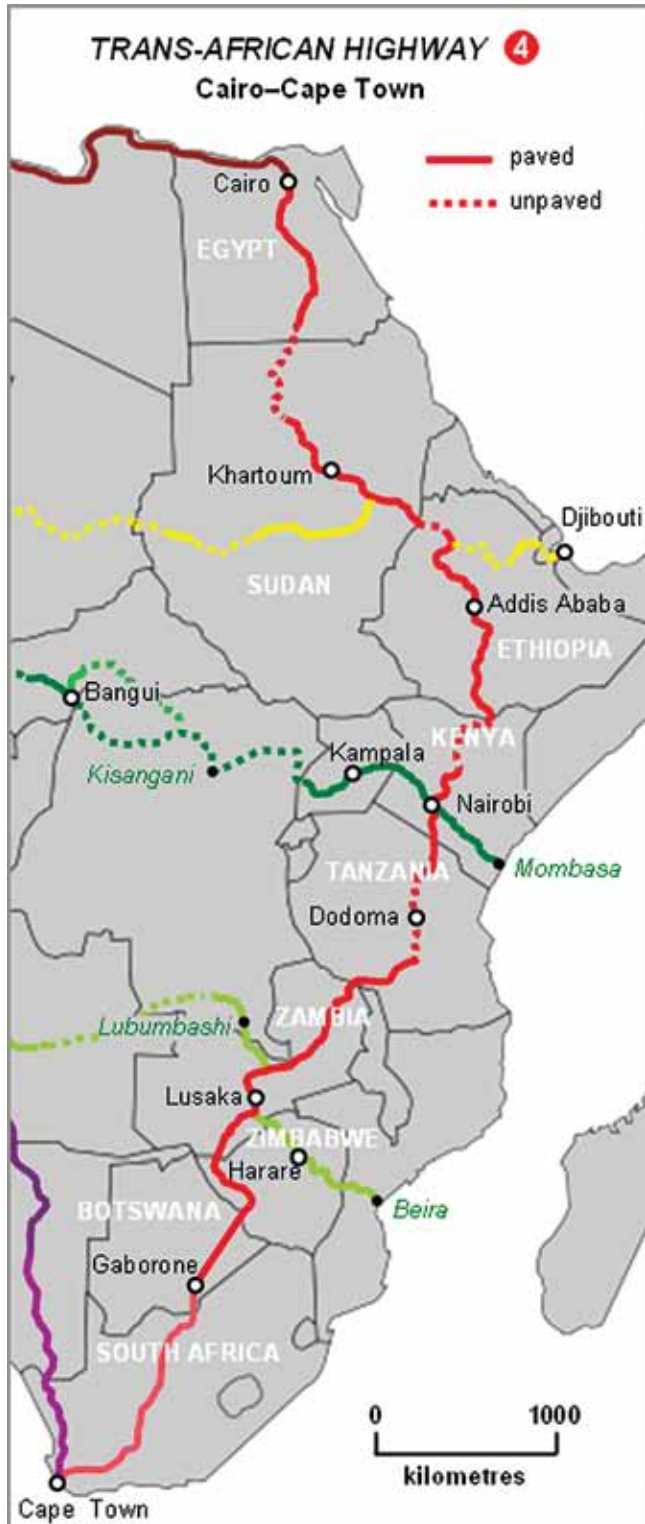 TRANS-AFRICAN HIGHWAY 4
Cairo–Cape Town
paved
unpaved
Cairo
EGYPT
Khartoum
Djibouti
SUDAN
Addis Ababa
ETHIOPIA
Bangui
KENYA
Kampala
Kisangani
Nairobi
TANZANIA
Mombasa
Dodoma
ZAMBIA
Lubumbashi
Lusaka
ZIMBABWE
Harare
BOTSWANA
Beira
Gaborone
SOUTH AFRICA
0 1000
kilometres
Cape Town